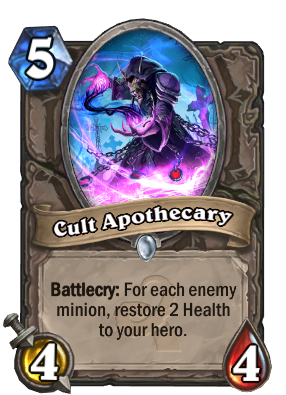 5
Cult Apothecary
Battlecry: For each enemy
minion, restore 2 Health
to your hero.
4 4